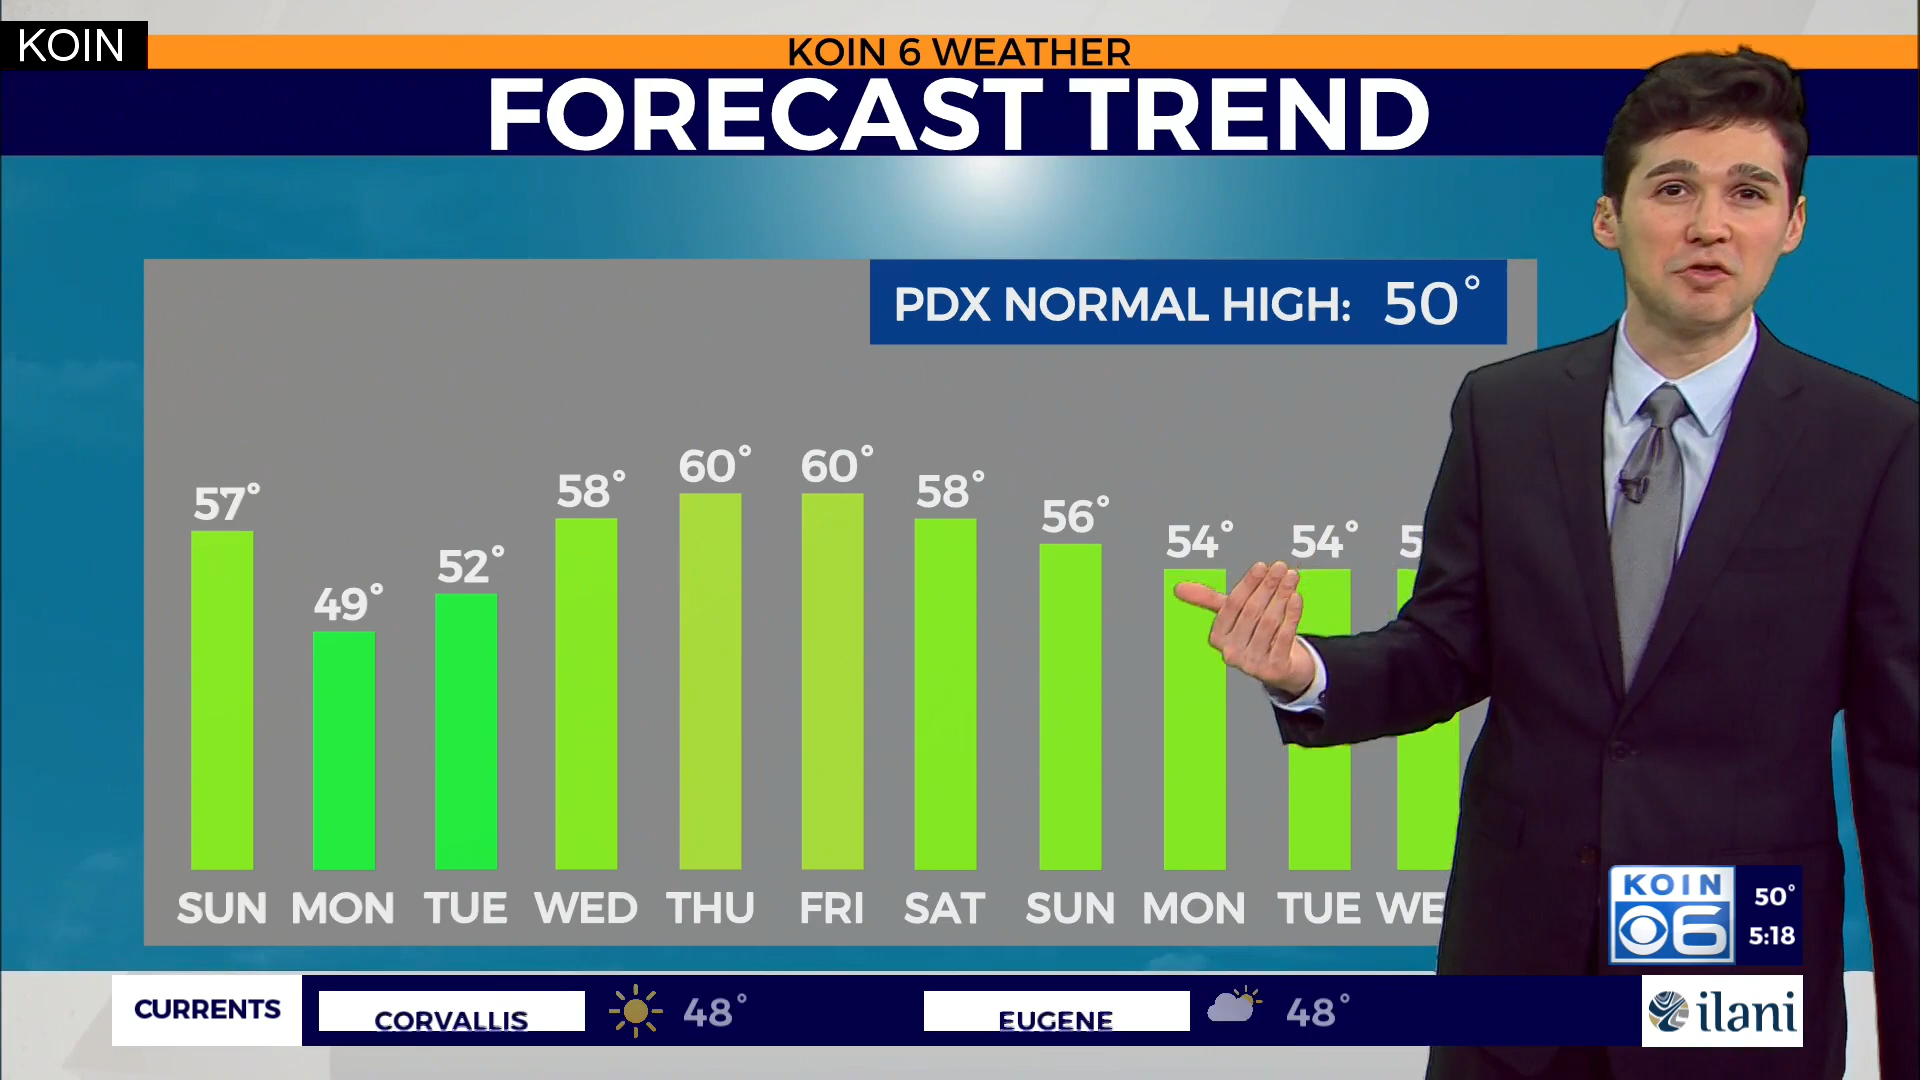 KOIN
KOIN 6 WEATHER
FORECAST TREND
PDX NORMAL HIGH: 50°
57° 49° 52° 58° 60° 60° 58° 56° 54° 54°
SUN MON TUE WED THU FRI SAT SUN MON TUE WE
KOIN
6
50°
5:18
CURRENTS CORVALLIS 48° EUGENE 48° ilani